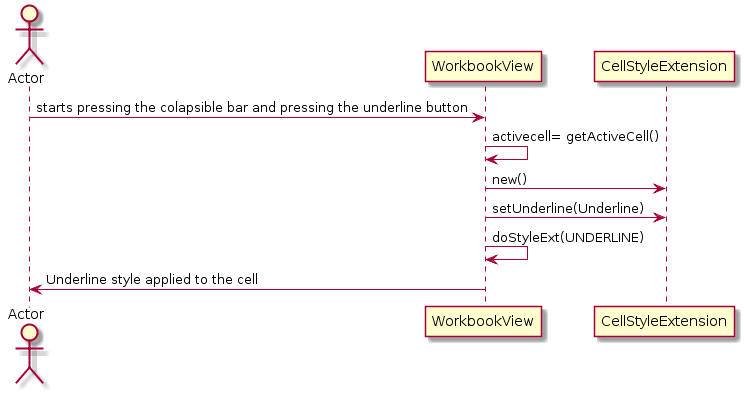 Actor
WorkbookView
CellStyleExtension
starts pressing the colapsible bar and pressing the underline button
activecell= getActiveCell()
new()
setUnderline(Underline)
doStyleExt(UNDERLINE)
Underline style applied to the cell
Actor
WorkbookView
CellStyleExtension